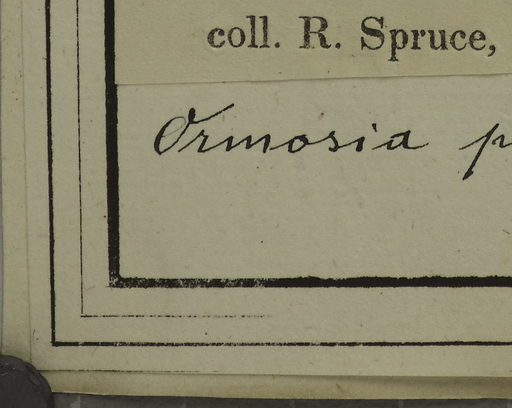 coll. R. Spruce,
Ormosia p